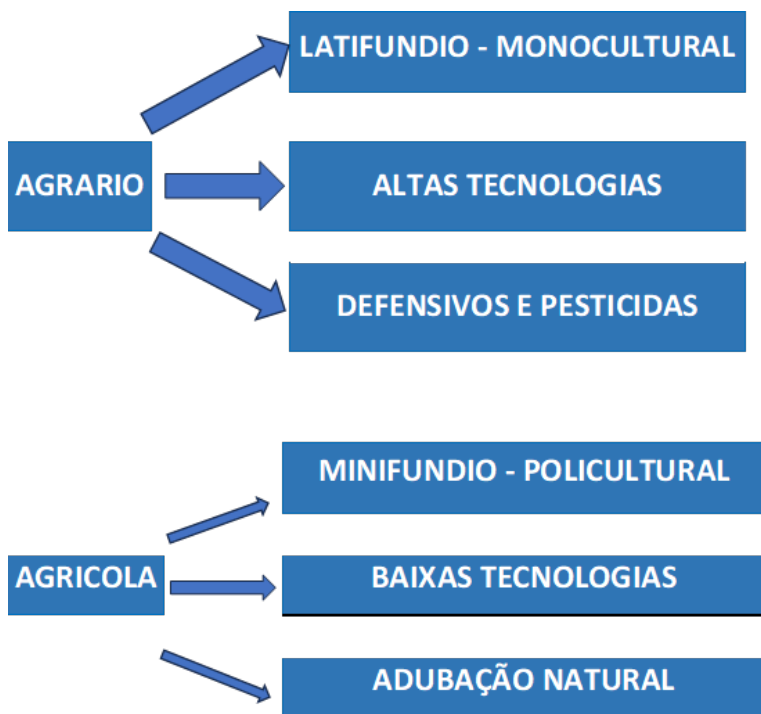 LATIFUNDIO - MONOCULTURAL
AGRARIO
ALTAS TECNOLOGIAS
DEFENSIVOS E PESTICIDAS
MINIFUNDIO - POLICULTURAL
AGRICOLA
BAIXAS TECNOLOGIAS
ADUBAÇÃO NATURAL